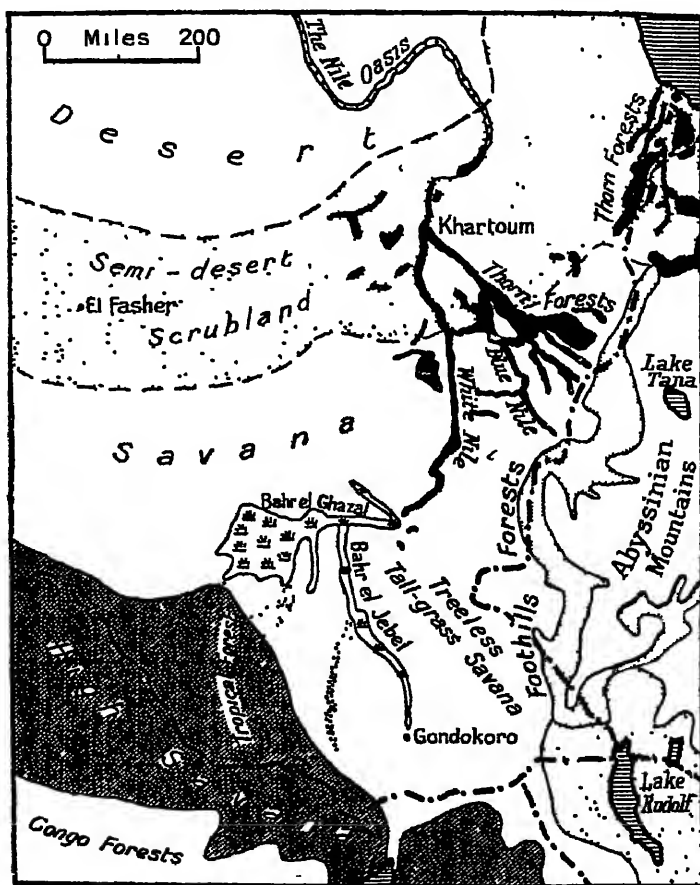 0 Miles 200
The Nile Oasis
Desert
Thorn Forests
Khartoum
Semi-desert
Scrubland
El Fasher
Thorn Forests
Lake
Tana
Blue Nile
White Nile
Savana
Bahr el Ghazal
Bahr el Jebel
Abyssinian
Mountains
Treeless
Tall-grass Savana
Foothills Forests
Tropical Forest
Gondokoro
Lake
Rudolf
Congo Forests